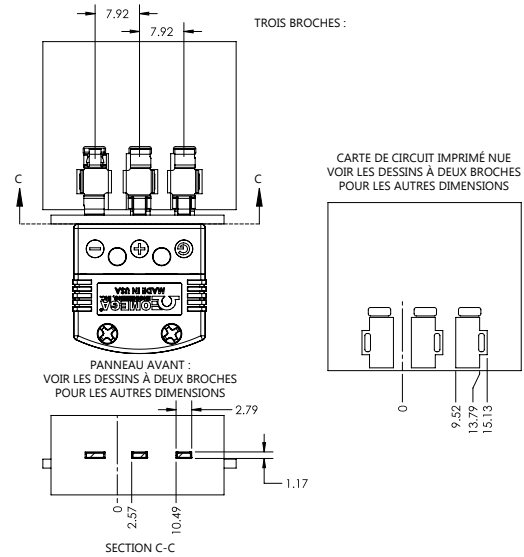 7.92
7.92
TROIS BROCHES :
CARTE DE CIRCUIT IMPRIMÉ NUE
VOIR LES DESSINS À DEUX BROCHES
POUR LES AUTRES DIMENSIONS
C
C
− + G
OMEGA
ENGINEERING, INC.
MADE IN USA
PANNEAU AVANT :
VOIR LES DESSINS À DEUX BROCHES
POUR LES AUTRES DIMENSIONS
2.79
1.17
0
2.57
10.49
SECTION C-C
0
9.52
13.79
15.13